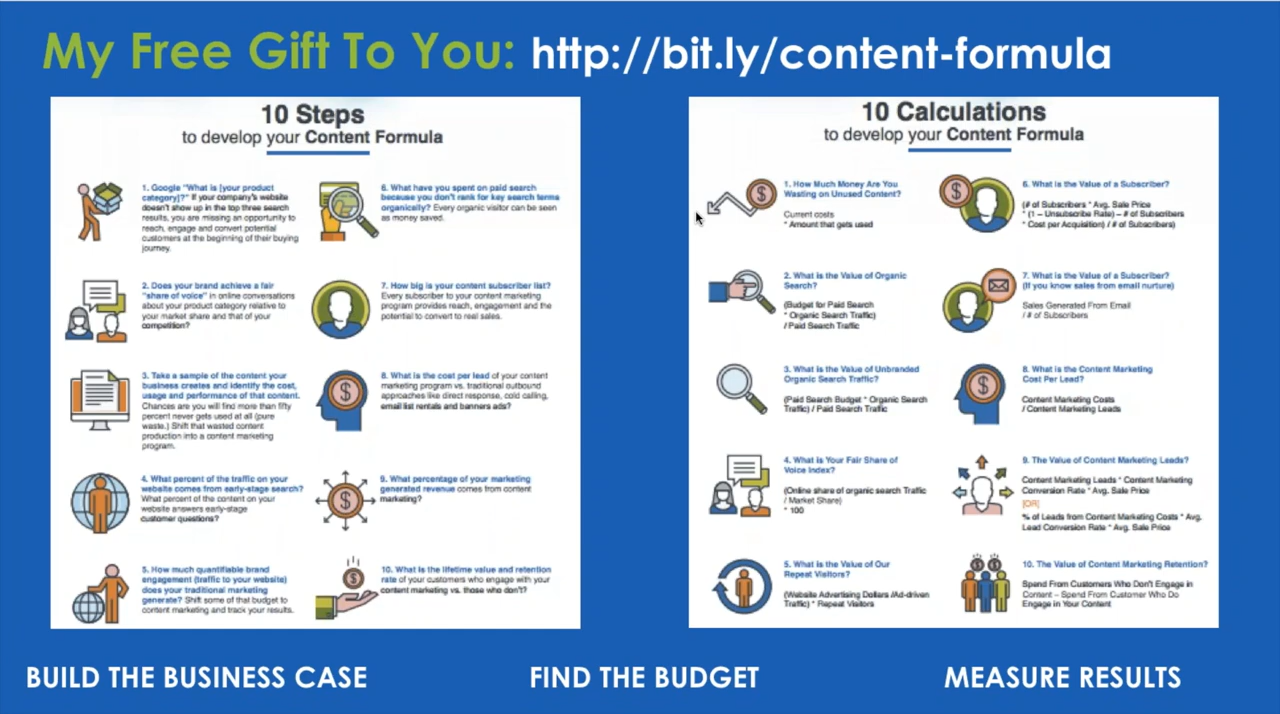 My Free Gift To You: http://bit.ly/content-formula
10 Steps
to develop your Content Formula
1. Google "What is [your product
category]?" If your company's website
doesn't show up in the top three search
results, you are missing an opportunity to
reach, engage and convert potential
customers at the beginning of their buying
journey.
2. Does your brand achieve a fair
"share of voice" in online conversations
about your product category relative to
your market share and that of your
competition?
3. Take a sample of the content your
business creates and identify the cost,
usage and performance of that content.
Chances are you will find more than fifty
percent never gets used at all (pure
waste.) Shift that wasted content
production into a content marketing
program.
4. What percent of the traffic on your
website comes from early-stage search?
What percent of the content on your
website answers early-stage
customer questions?
5. How much quantifiable brand
engagement (traffic to your website)
does your traditional marketing
generate? Shift some of that budget to
content marketing and track your results.
6. What have you spent on paid search
because you don't rank for key search terms
organically? Every organic visitor can be seen
as money saved.
7. How big is your content subscriber list?
Every subscriber to your content marketing
program provides reach, engagement and the
potential to convert to real sales.
8. What is the cost per lead of your content
marketing program vs. traditional outbound
approaches like direct response, cold calling,
email list rentals and banners ads?
9. What percentage of your marketing
generated revenue comes from content
marketing?
10. What is the lifetime value and retention
rate of your customers who engage with your
content marketing vs. those who don't?
10 Calculations
to develop your Content Formula
1. How Much Money Are You
Wasting on Unused Content?
Current costs
* Amount that gets used
2. What is the Value of Organic
Search?
(Budget for Paid Search
* Organic Search Traffic)
/ Paid Search Traffic
3. What is the Value of Unbranded
Organic Search Traffic?
(Paid Search Budget * Organic Search
Traffic) / Paid Search Traffic
4. What is Your Fair Share of
Voice Index?
(Online share of organic search Traffic
/ Market Share)
* 100
5. What is the Value of Our
Repeat Visitors?
(Website Advertising Dollars /Ad-driven
Traffic) * Repeat Visitors
6. What is the Value of a Subscriber?
(# of Subscribers * Avg. Sale Price
* (1 – Unsubscribe Rate) – # of Subscribers
* Cost per Acquisition) / # of Subscribers)
7. What is the Value of a Subscriber?
(If you know sales from email nurture)
Sales Generated From Email
/ # of Subscribers
8. What is the Content Marketing
Cost Per Lead?
Content Marketing Costs
/ Content Marketing Leads
9. The Value of Content Marketing Leads?
Content Marketing Leads * Content Marketing
Conversion Rate * Avg. Sale Price
[OR]
% of Leads from Content Marketing Costs * Avg.
Lead Conversion Rate * Avg. Sale Price
10. The Value of Content Marketing Retention?
Spend From Customers Who Don't Engage in
Content – Spend From Customer Who Do
Engage in Your Content
BUILD THE BUSINESS CASE
FIND THE BUDGET
MEASURE RESULTS